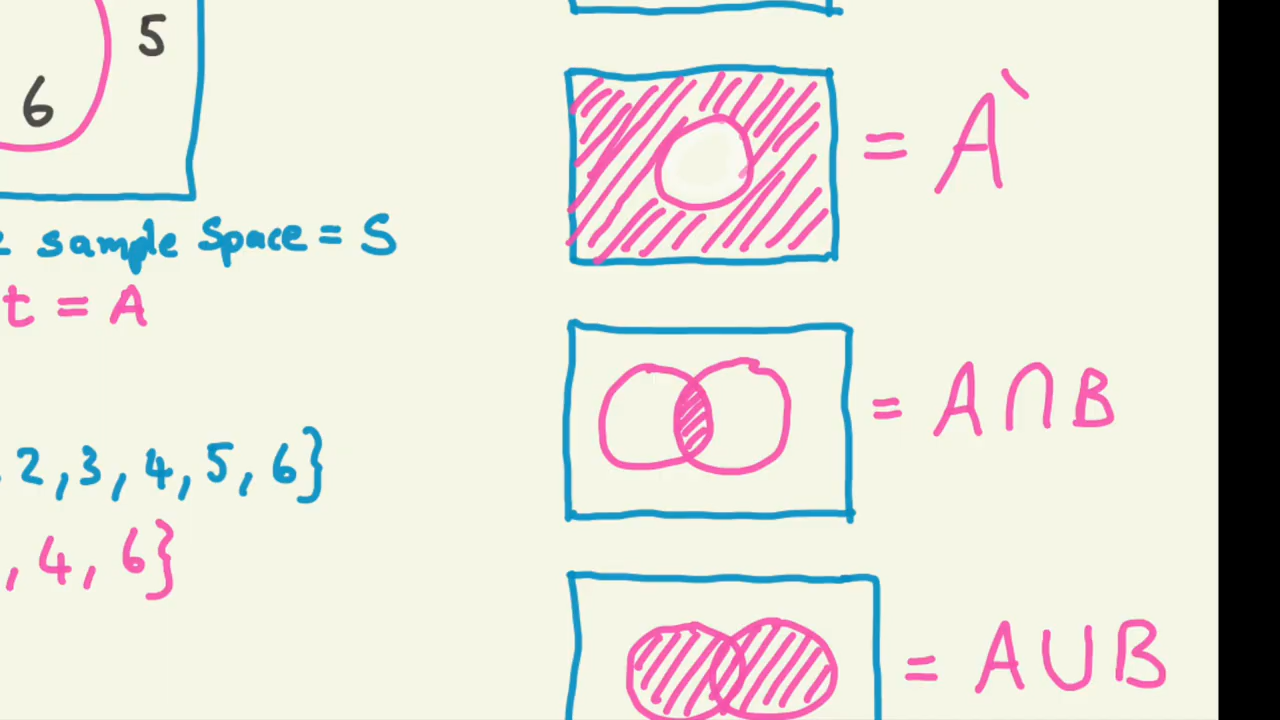 5
6
sample Space = S
t = A
2, 3, 4, 5, 6}
, 4, 6}
= A`
= A∩B
= A∪B